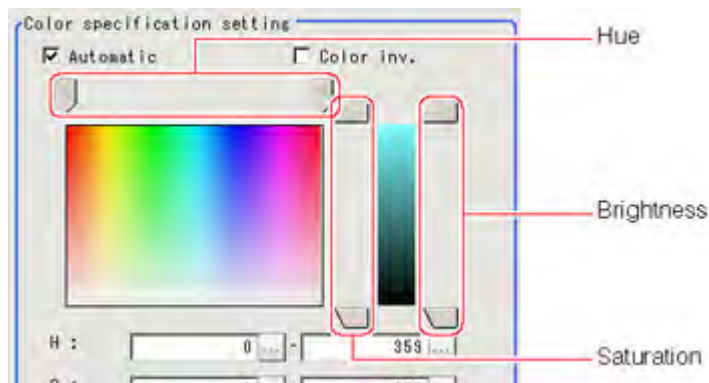 Color specification setting
Automatic
Color inv.
Hue
Brightness
H : 0 ... - 359 ...
Saturation